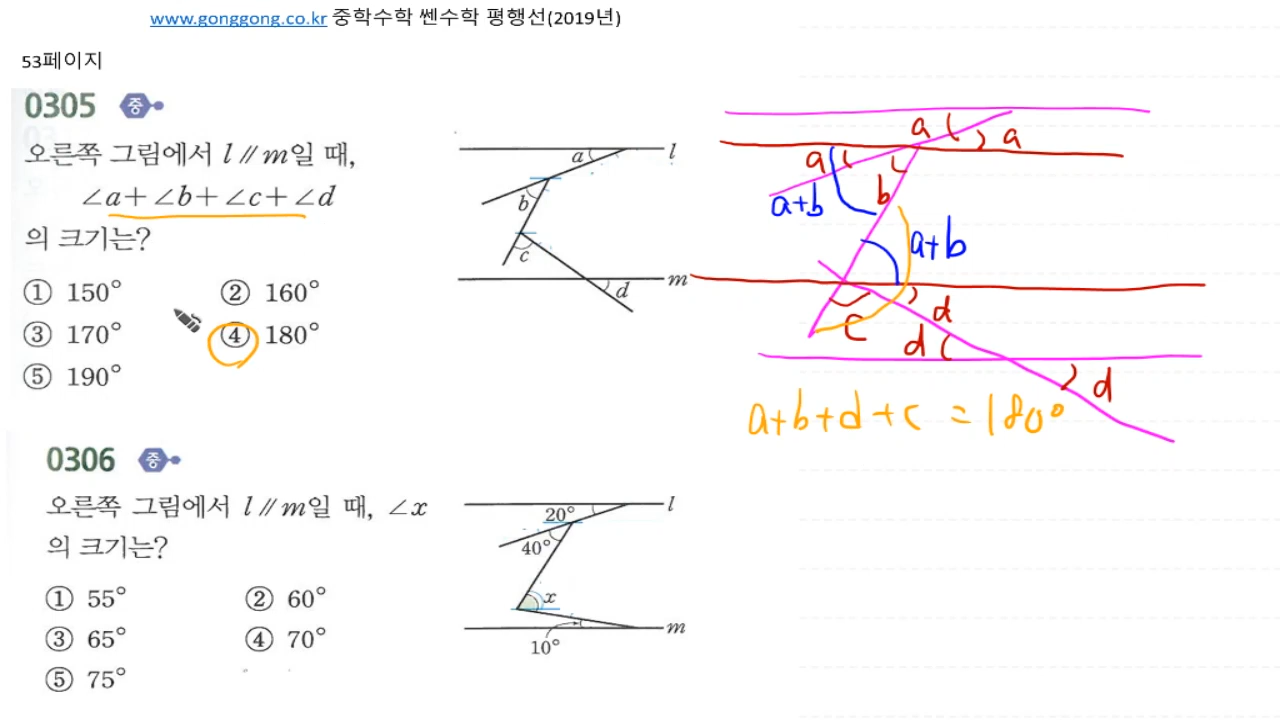 www.gonggong.co.kr 중학수학 쎈수학 평행선(2019년)
53페이지
0305 중
오른쪽 그림에서 l∥m일 때,
∠a+∠b+∠c+∠d
의 크기는?
① 150° ② 160°
③ 170° ④ 180°
⑤ 190°
a
l
b
c
m
d
a
a
a
b
a+b
a+b
d
c
d
d
a+b+d+c=180°
0306 중
오른쪽 그림에서 l∥m일 때, ∠x
의 크기는?
① 55° ② 60°
③ 65° ④ 70°
⑤ 75°
l
20°
40°
x
m
10°